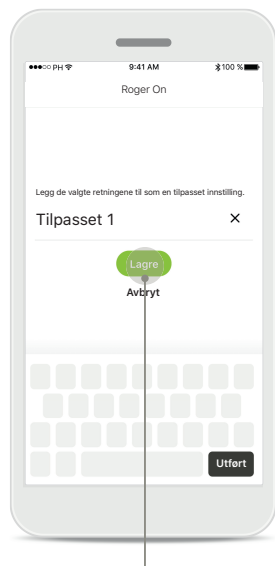 ●●●○○ PH 9:41 AM 100 %
Roger On
Legg de valgte retningene til som en tilpasset innstilling.
Tilpasset 1 ✕
Lagre
Avbryt
Utført